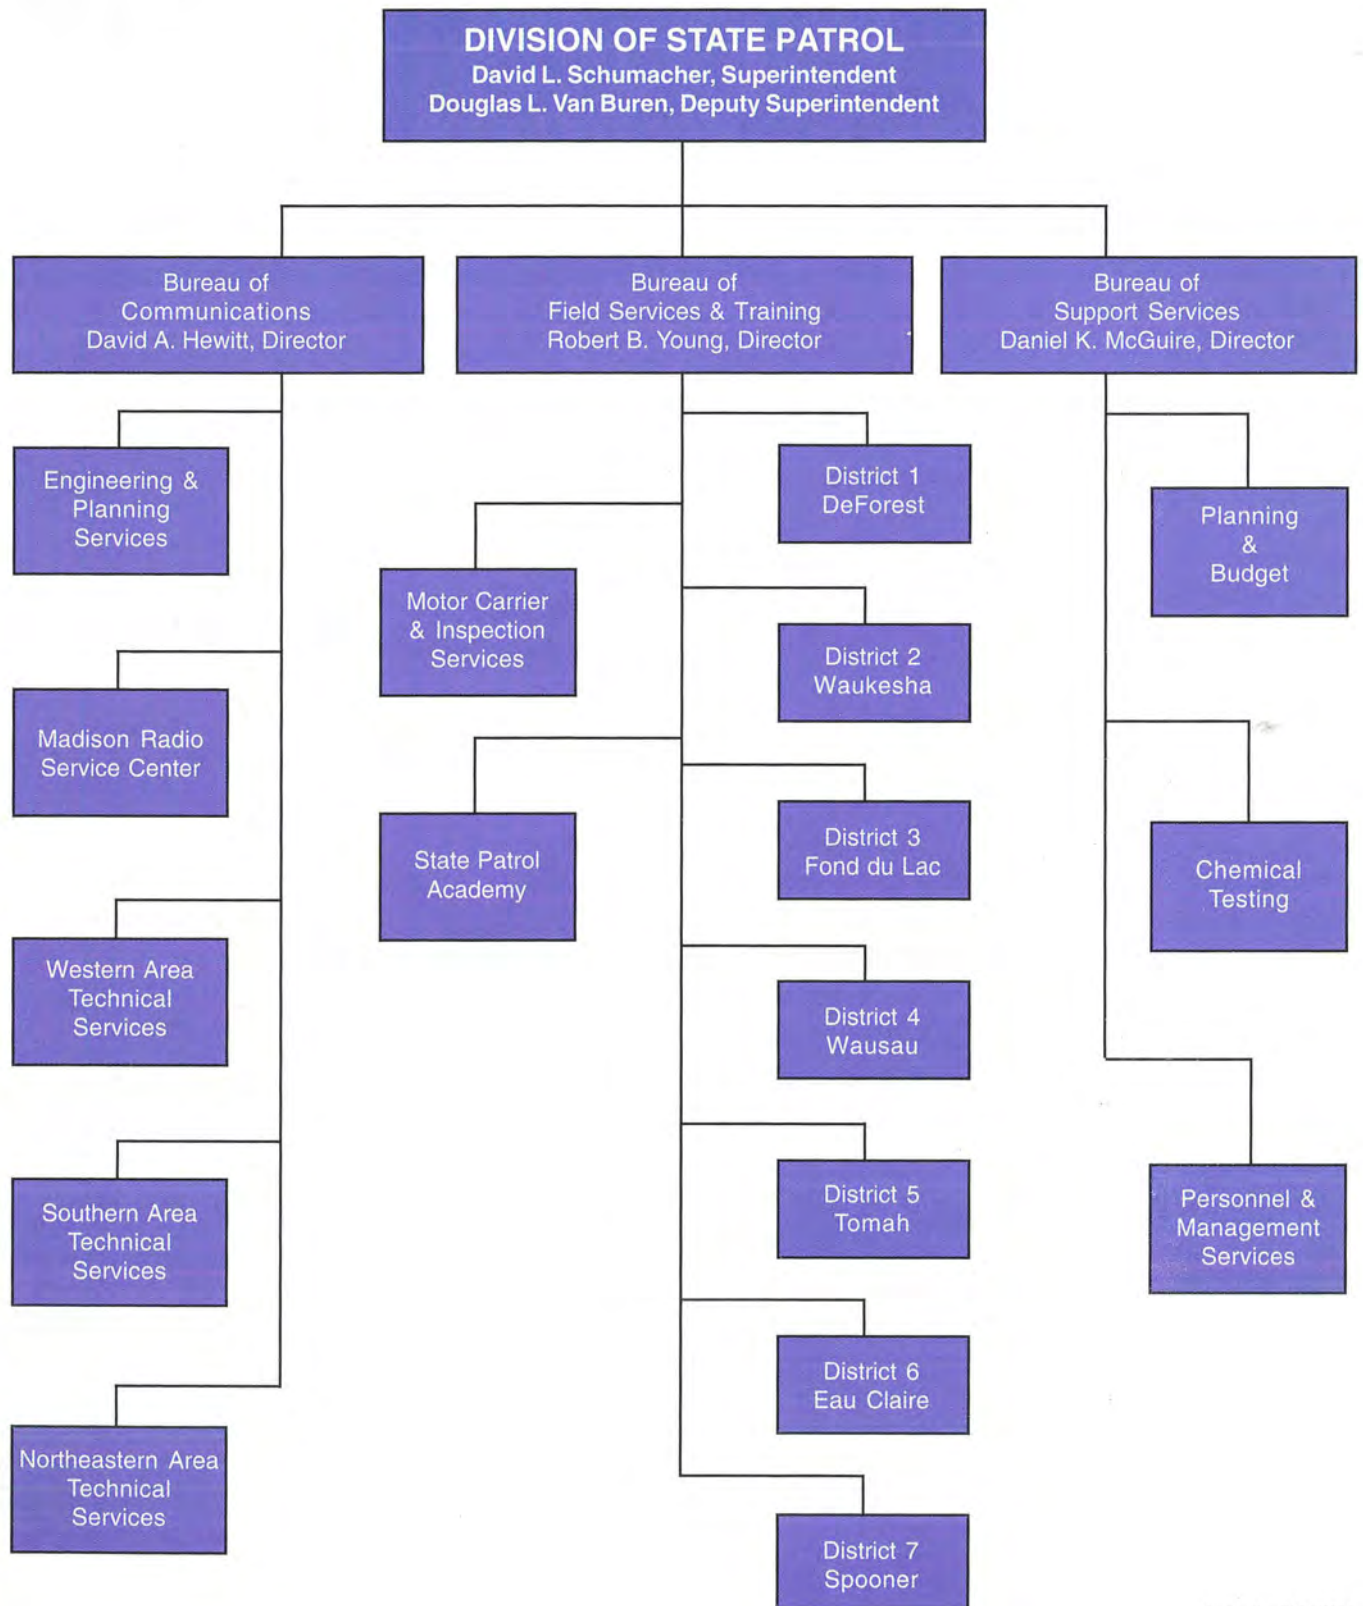 DIVISION OF STATE PATROL
David L. Schumacher, Superintendent
Douglas L. Van Buren, Deputy Superintendent
Bureau of
Communications
David A. Hewitt, Director
Bureau of
Field Services & Training
Robert B. Young, Director
Bureau of
Support Services
Daniel K. McGuire, Director
Engineering &
Planning
Services
Madison Radio
Service Center
Western Area
Technical
Services
Southern Area
Technical
Services
Northeastern Area
Technical
Services
Motor Carrier
& Inspection
Services
State Patrol
Academy
District 1
DeForest
District 2
Waukesha
District 3
Fond du Lac
District 4
Wausau
District 5
Tomah
District 6
Eau Claire
District 7
Spooner
Planning
&
Budget
Chemical
Testing
Personnel &
Management
Services